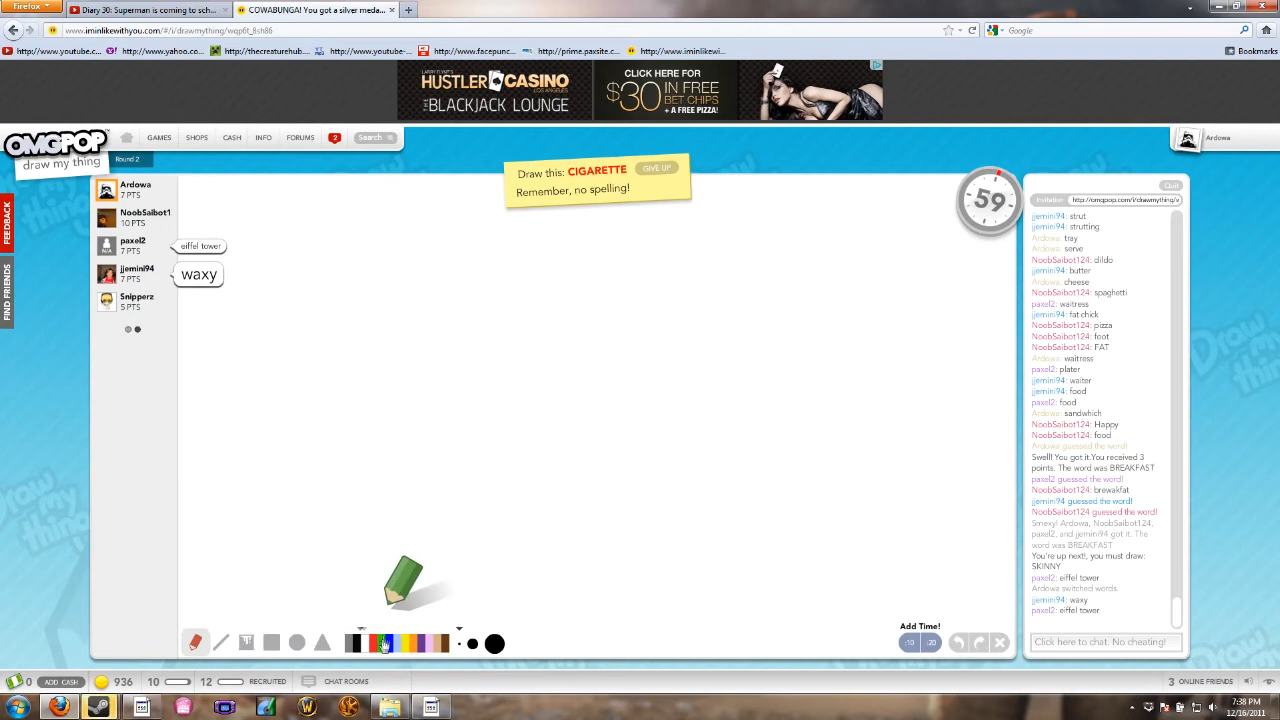 Firefox
Diary 30: Superman is coming to sch...
COWABUNGA! You got a silver meda...
www.iminlikewithyou.com/#/i/drawmything/wqp6t_8sh86
Google
http://www.youtube.c...
http://www.yahoo.co...
http://thecreaturehub...
http://www.youtube-...
http://www.facepunc...
http://prime.paxsite.c...
http://www.iminlikewi...
Bookmarks
LARRY FLYNT'S
HUSTLER CASINO
LOS ANGELES
BLACKJACK LOUNGE
CLICK HERE FOR
$30 IN FREE
BET CHIPS
+ A FREE PIZZA!
OMGPOP
GAMES
SHOPS
CASH
INFO
FORUMS
2
Search
Ardowa
draw my thing
Round 2
FEEDBACK
FIND FRIENDS
Draw this: CIGARETTE
GIVE UP
Remember, no spelling!
59
Quit
Invitation
http://omgpop.com/i/drawmything/v
Ardowa
7 PTS
NoobSaibot1
10 PTS
paxel2
7 PTS
eiffel tower
jjemini94
7 PTS
waxy
Snipperz
5 PTS
jjemini94: strut
jjemini94: strutting
Ardowa: tray
Ardowa: serve
NoobSaibot124: dildo
jjemini94: butter
Ardowa: cheese
NoobSaibot124: spaghetti
paxel2: waitress
jjemini94: fat chick
NoobSaibot124: pizza
NoobSaibot124: foot
NoobSaibot124: FAT
Ardowa: waitress
paxel2: plater
jjemini94: waiter
jjemini94: food
paxel2: food
Ardowa: sandwhich
NoobSaibot124: Happy
NoobSaibot124: food
Ardowa guessed the word!
Swell! You got it.You received 3
points. The word was BREAKFAST
paxel2 guessed the word!
NoobSaibot124: brewakfat
jjemini94 guessed the word!
NoobSaibot124 guessed the word!
Smexy! Ardowa, NoobSaibot124,
paxel2, and jjemini94 got it. The
word was BREAKFAST
You're up next!, you must draw:
SKINNY
paxel2: eiffel tower
Ardowa switched words.
jjemini94: waxy
paxel2: eiffel tower
Click here to chat. No cheating!
T
Add Time!
:10
:20
0
ADD CASH
936
10
12
RECRUITED
CHAT ROOMS
3 ONLINE FRIENDS
7:38 PM
12/16/2011